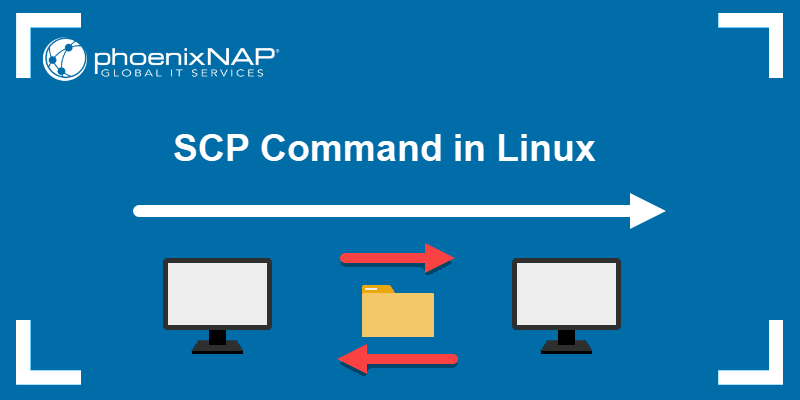 phoenixNAP®
GLOBAL IT SERVICES
SCP Command in Linux